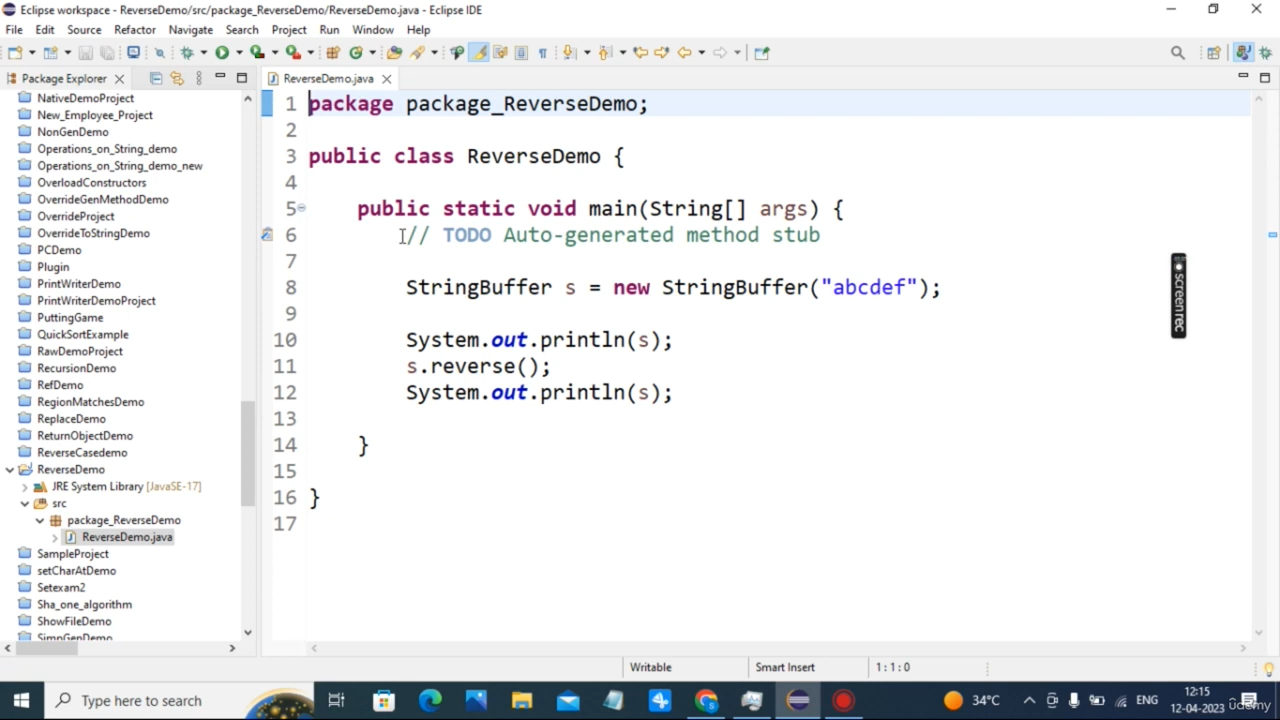 Eclipse workspace - ReverseDemo/src/package_ReverseDemo/ReverseDemo.java - Eclipse IDE
File Edit Source Refactor Navigate Search Project Run Window Help
Package Explorer
ReverseDemo.java
NativeDemoProject
New_Employee_Project
NonGenDemo
Operations_on_String_demo
Operations_on_String_demo_new
OverloadConstructors
OverrideGenMethodDemo
OverrideProject
OverrideToStringDemo
PCDemo
Plugin
PrintWriterDemo
PrintWriterDemoProject
PuttingGame
QuickSortExample
RawDemoProject
RecursionDemo
RefDemo
RegionMatchesDemo
ReplaceDemo
ReturnObjectDemo
ReverseCasedemo
ReverseDemo
JRE System Library [JavaSE-17]
src
package_ReverseDemo
ReverseDemo.java
SampleProject
setCharAtDemo
Setexam2
Sha_one_algorithm
ShowFileDemo
SimpGenDemo
1 package package_ReverseDemo;
2
3 public class ReverseDemo {
4
5 public static void main(String[] args) {
6 // TODO Auto-generated method stub
7
8 StringBuffer s = new StringBuffer("abcdef");
9
10 System.out.println(s);
11 s.reverse();
12 System.out.println(s);
13
14 }
15
16 }
17
screenrec
Writable Smart Insert 1 : 1 : 0
Type here to search
34°C
ENG
12:15
12-04-2023
udemy